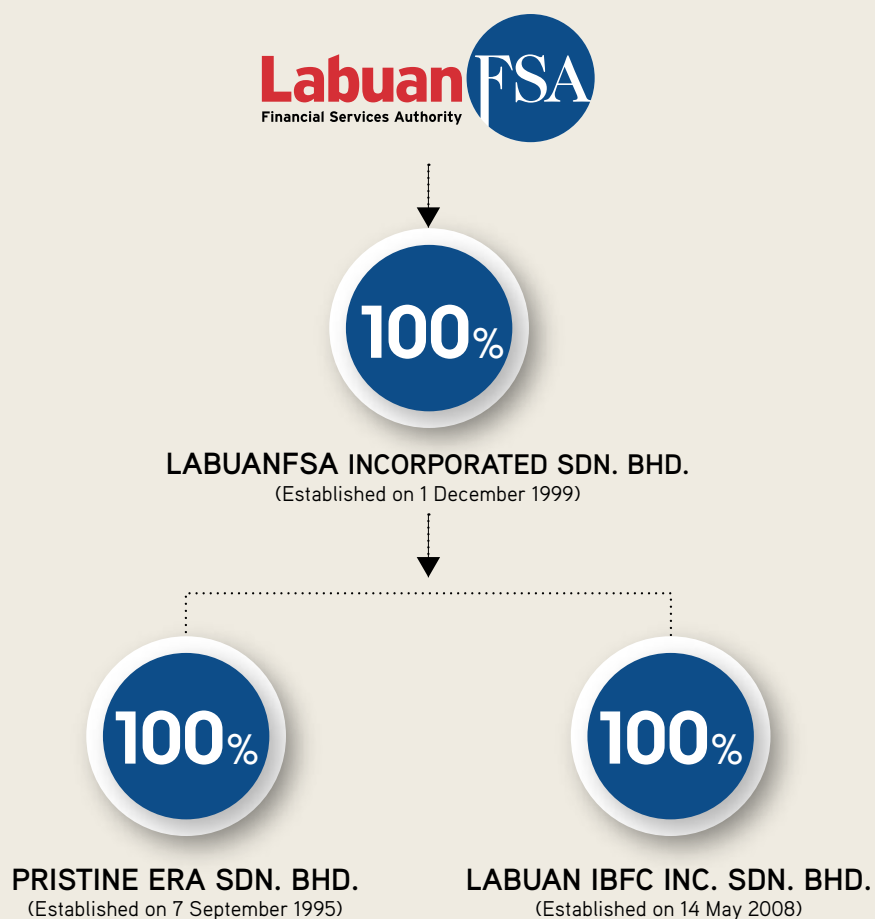 Labuan FSA
Financial Services Authority
100%
LABUANFSA INCORPORATED SDN. BHD.
(Established on 1 December 1999)
100%
100%
PRISTINE ERA SDN. BHD.
(Established on 7 September 1995)
LABUAN IBFC INC. SDN. BHD.
(Established on 14 May 2008)